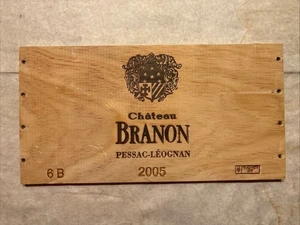 Château
BRANON
PESSAC-LÉOGNAN
6 B 2005